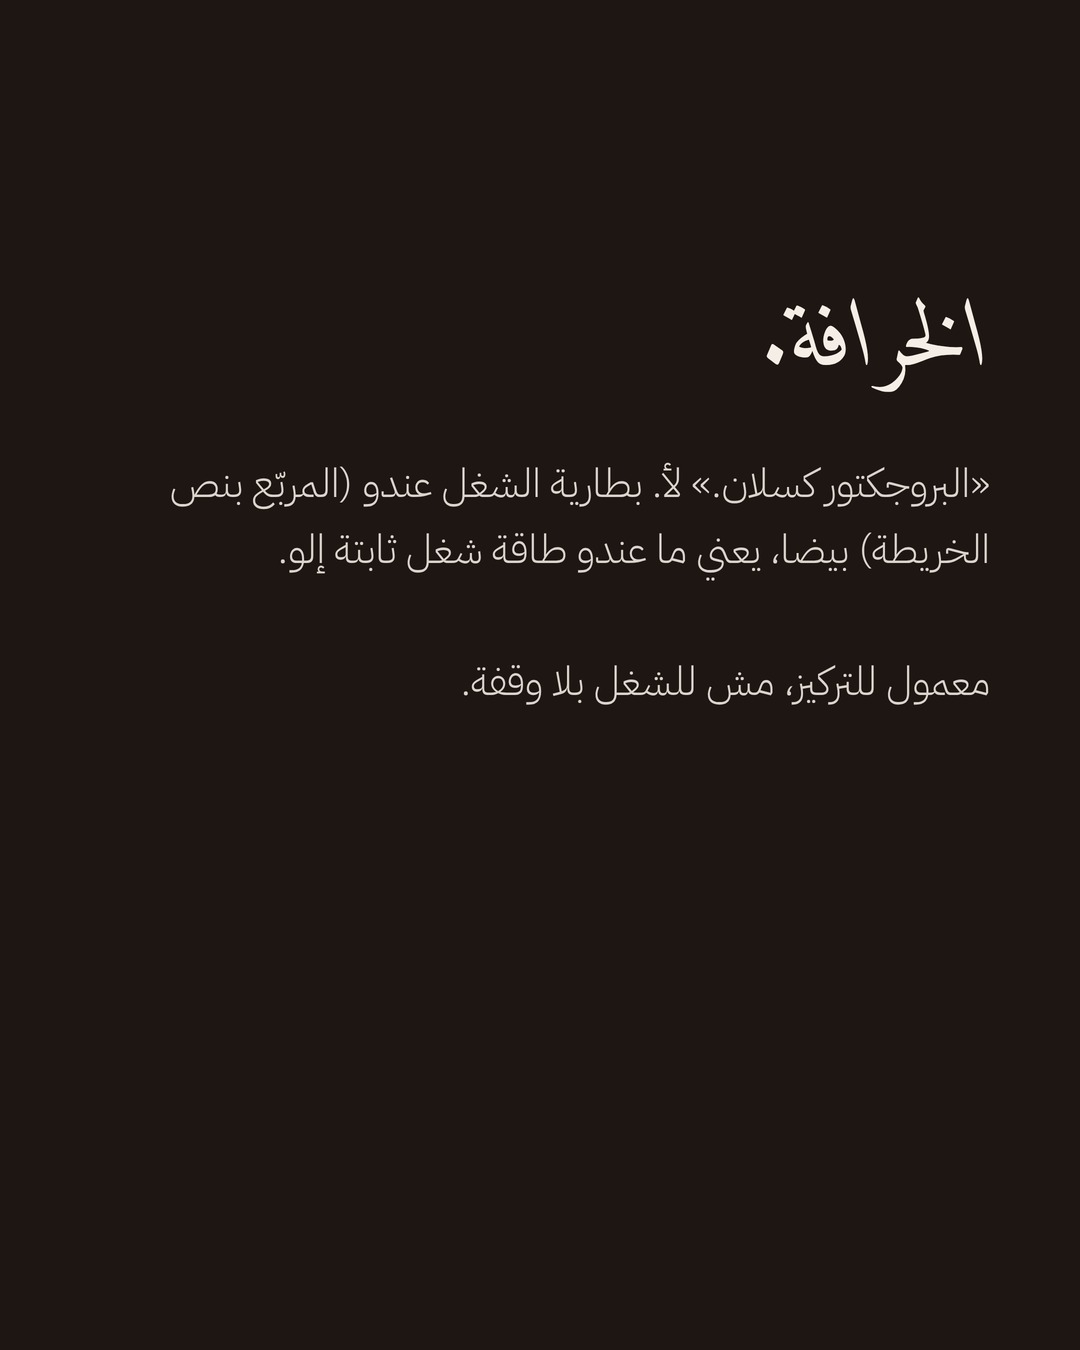 الخرافة.
«البروجكتور كسلان.» لأ. بطارية الشغل عندو (المربّع بنص
الخريطة) بيضا، يعني ما عندو طاقة شغل ثابتة إلو.
معمول للتركيز، مش للشغل بلا وقفة.